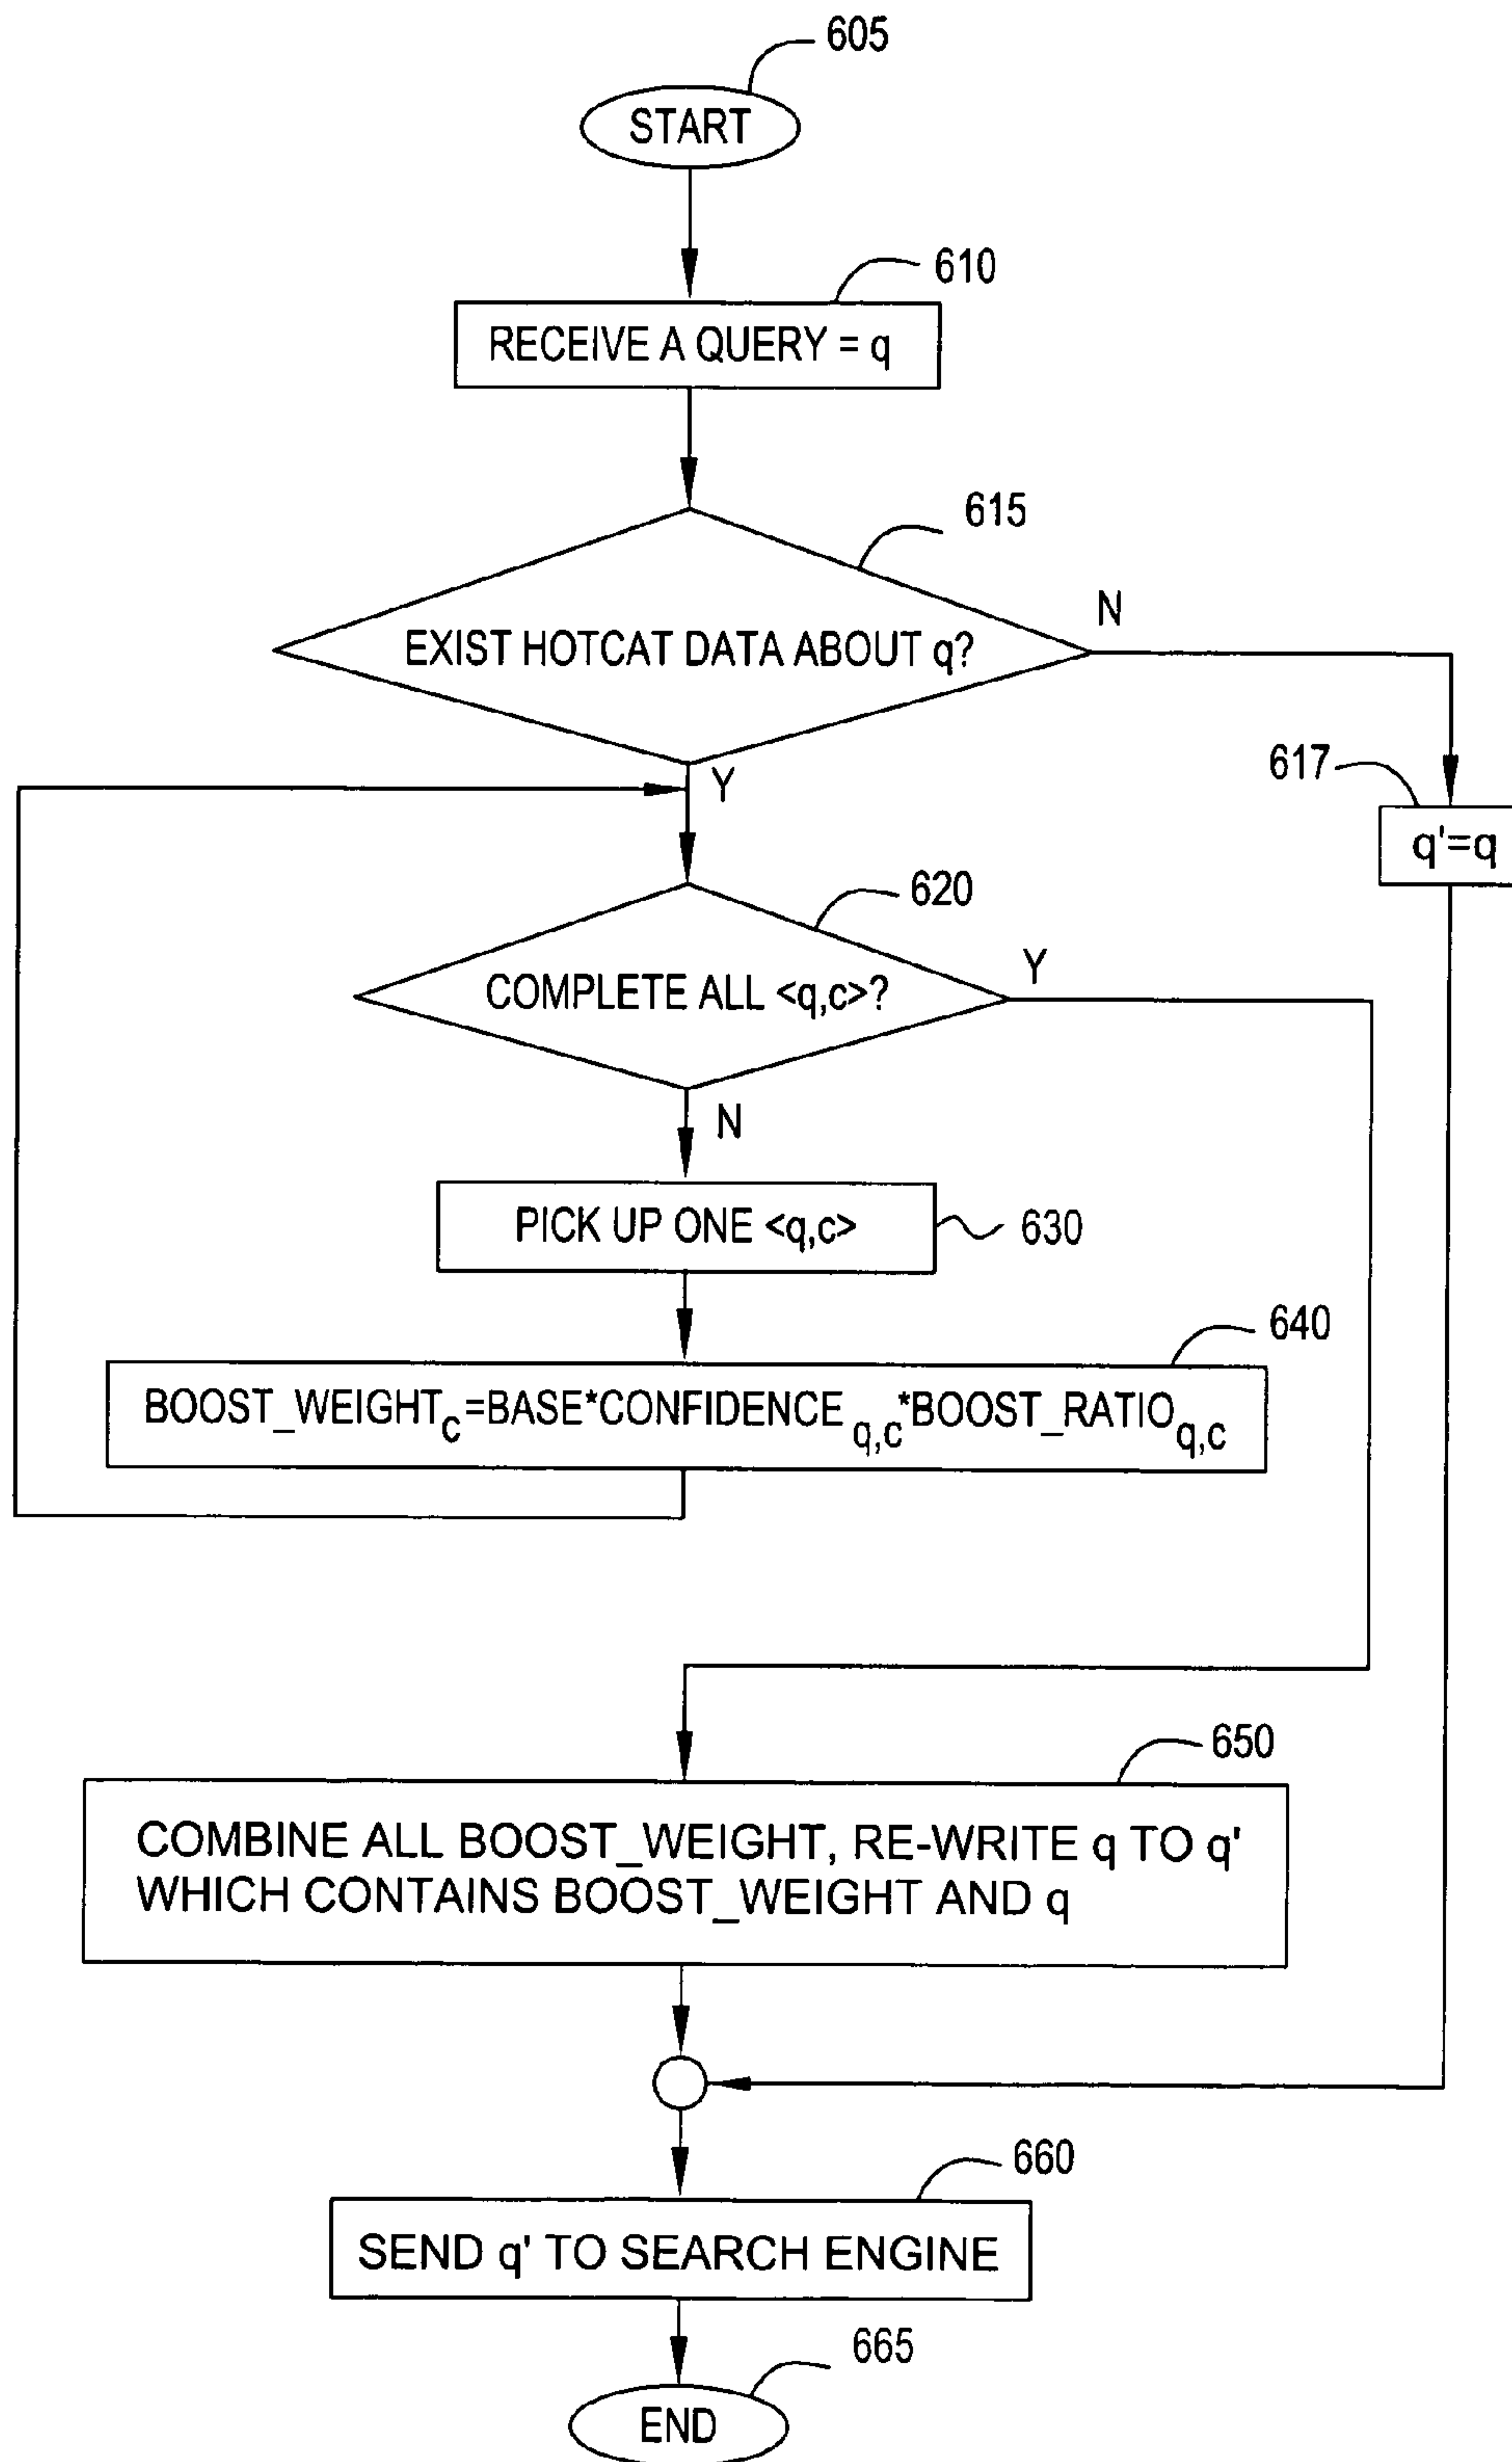 605
START
610
RECEIVE A QUERY = q
615
EXIST HOTCAT DATA ABOUT q?
N
Y
617
q'=q
620
COMPLETE ALL <q,c>?
Y
N
PICK UP ONE <q,c>
630
640
BOOST_WEIGHTc=BASE*CONFIDENCE q,c*BOOST_RATIOq,c
650
COMBINE ALL BOOST_WEIGHT, RE-WRITE q TO q'
WHICH CONTAINS BOOST_WEIGHT AND q
660
SEND q' TO SEARCH ENGINE
665
END